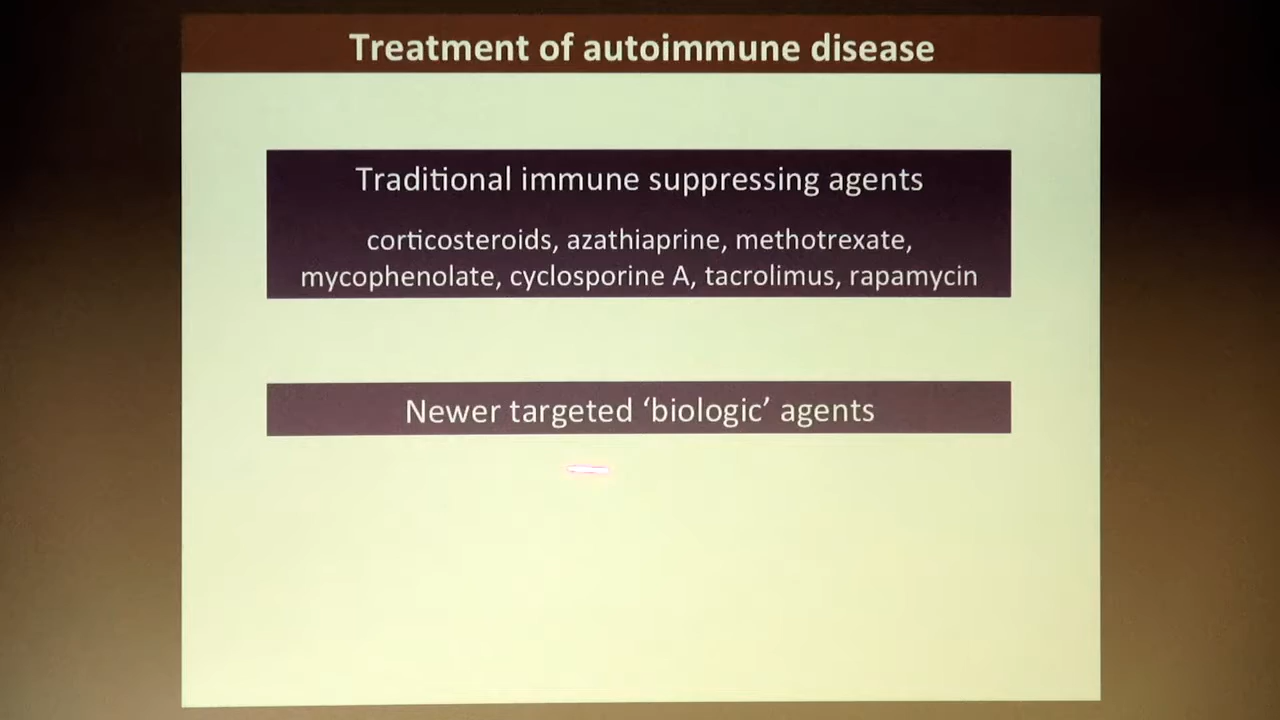 Treatment of autoimmune disease
Traditional immune suppressing agents
corticosteroids, azathiaprine, methotrexate,
mycophenolate, cyclosporine A, tacrolimus, rapamycin
Newer targeted ‘biologic’ agents